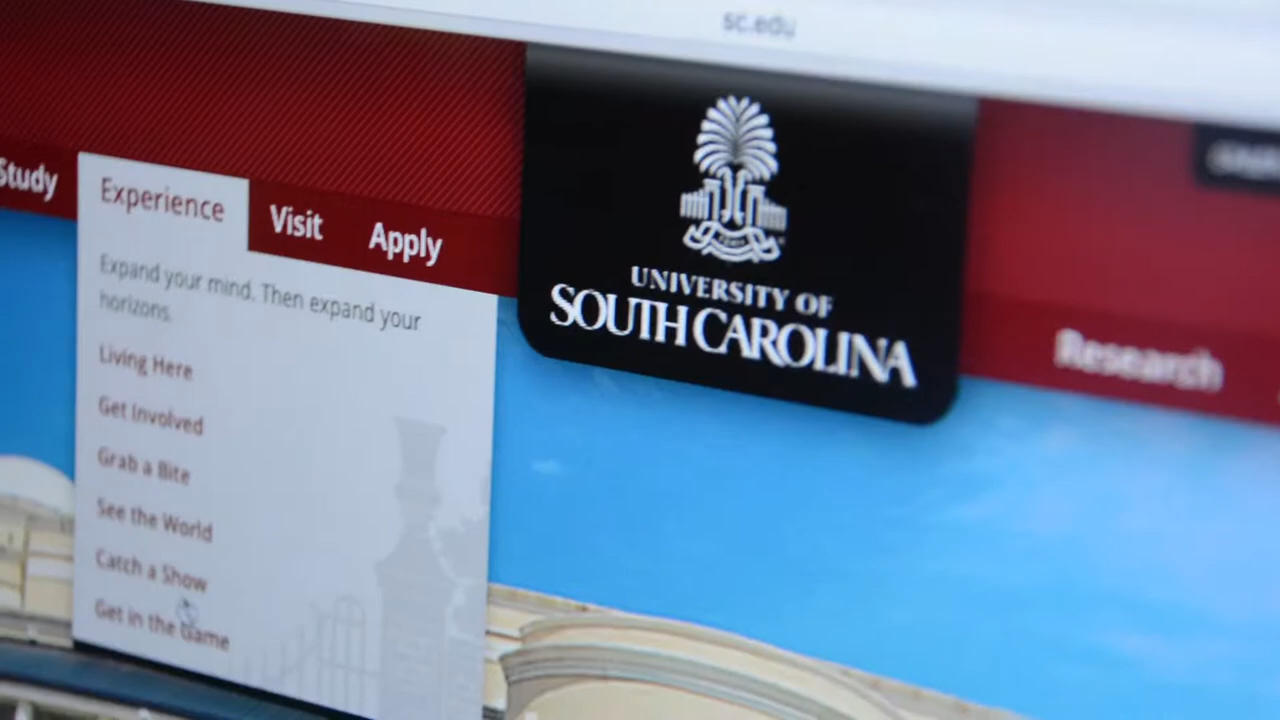 sc.edu
Study
Experience
Visit
Apply
Expand your mind. Then expand your
horizons.
Living Here
Get Involved
Grab a Bite
See the World
Catch a Show
Get in the Game
UNIVERSITY OF
SOUTH CAROLINA
Research